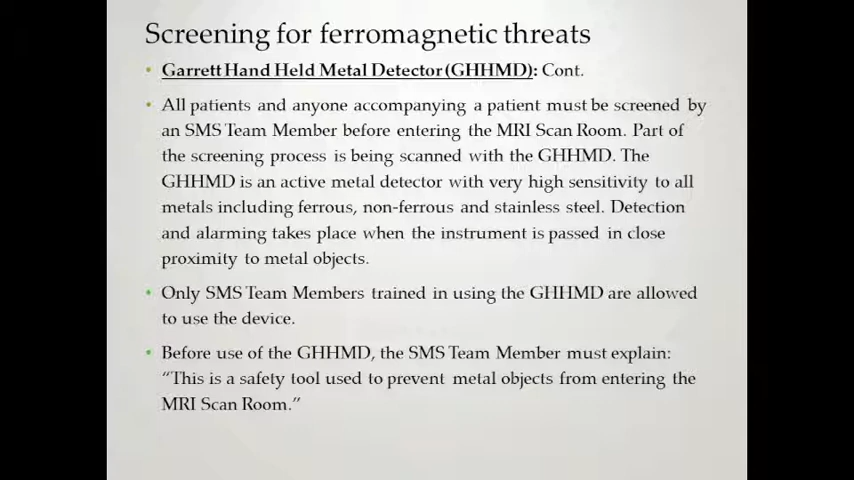 Screening for ferromagnetic threats
• Garrett Hand Held Metal Detector (GHHMD): Cont.
• All patients and anyone accompanying a patient must be screened by
an SMS Team Member before entering the MRI Scan Room. Part of
the screening process is being scanned with the GHHMD. The
GHHMD is an active metal detector with very high sensitivity to all
metals including ferrous, non-ferrous and stainless steel. Detection
and alarming takes place when the instrument is passed in close
proximity to metal objects.
• Only SMS Team Members trained in using the GHHMD are allowed
to use the device.
• Before use of the GHHMD, the SMS Team Member must explain:
“This is a safety tool used to prevent metal objects from entering the
MRI Scan Room.”